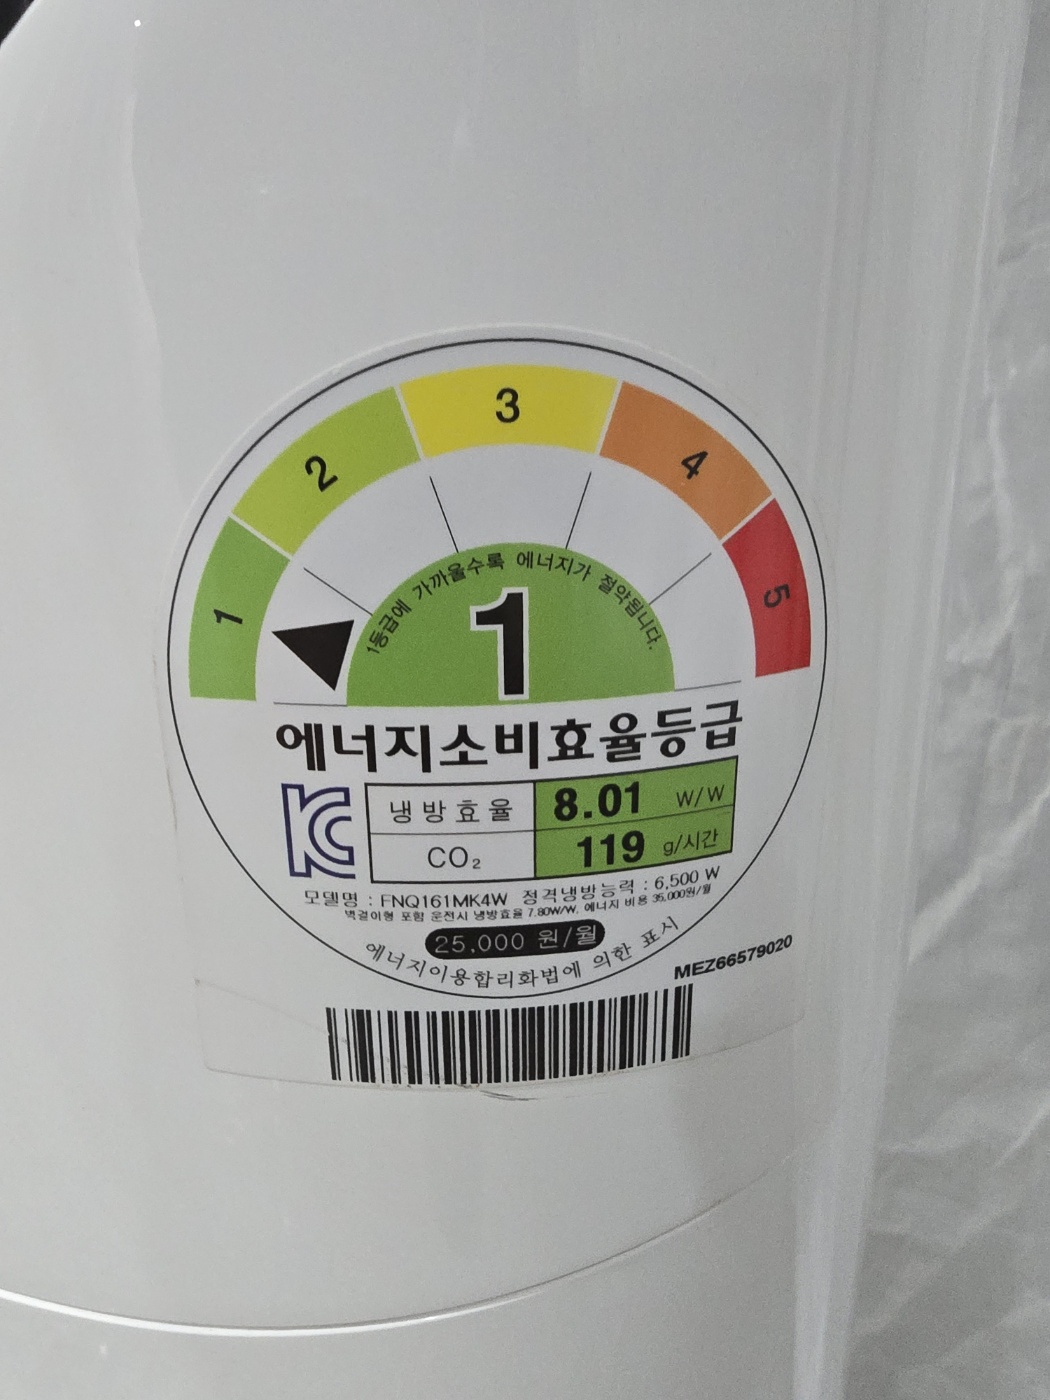 1 2 3 4 5
1등급에 가까울수록 에너지가 절약됩니다.
1
에너지소비효율등급
냉방효율 8.01 W/W
CO₂ 119 g/시간
모델명 : FNQ161MK4W 정격냉방능력 : 6,500 W
벽걸이형 포함 운전시 냉방효율 7.80W/W, 에너지 비용 35,000원/월
25,000 원/월
에너지이용합리화법에 의한 표시
MEZ66579020